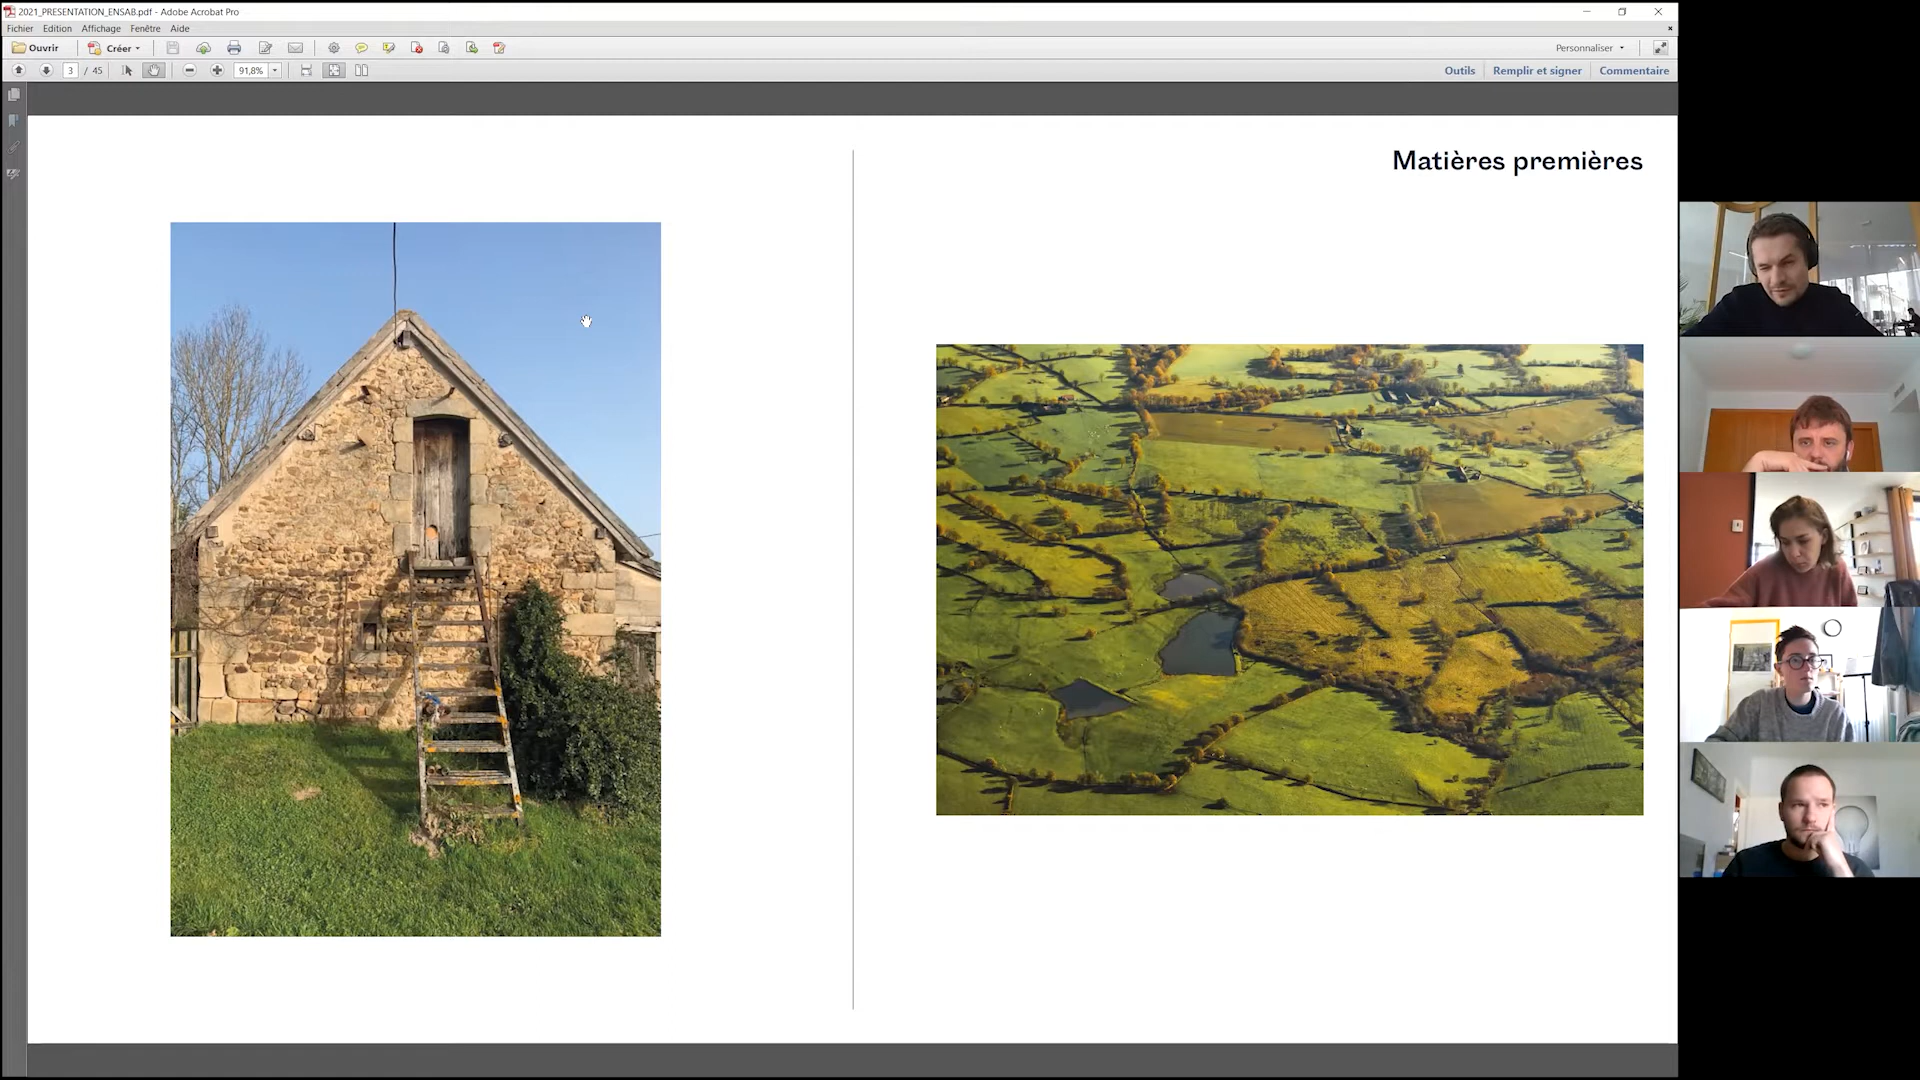 2021_PRESENTATION_ENSAB.pdf - Adobe Acrobat Pro
Fichier Edition Affichage Fenêtre Aide
Ouvrir Créer Personnaliser
3 / 45 91,8% Outils Remplir et signer Commentaire
Matières premières